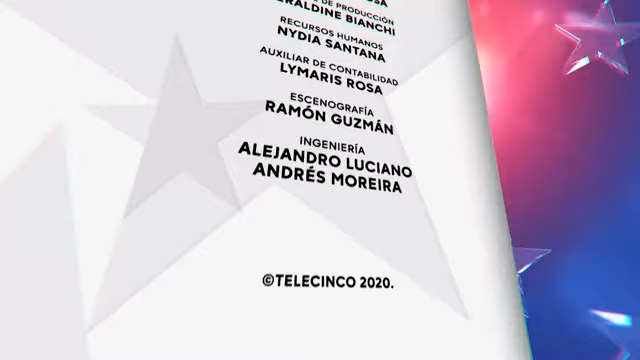 DE PRODUCCIÓN
GERALDINE BIANCHI
RECURSOS HUMANOS
NYDIA SANTANA
AUXILIAR DE CONTABILIDAD
LYMARIS ROSA
ESCENOGRAFÍA
RAMÓN GUZMÁN
INGENIERÍA
ALEJANDRO LUCIANO
ANDRÉS MOREIRA
©TELECINCO 2020.